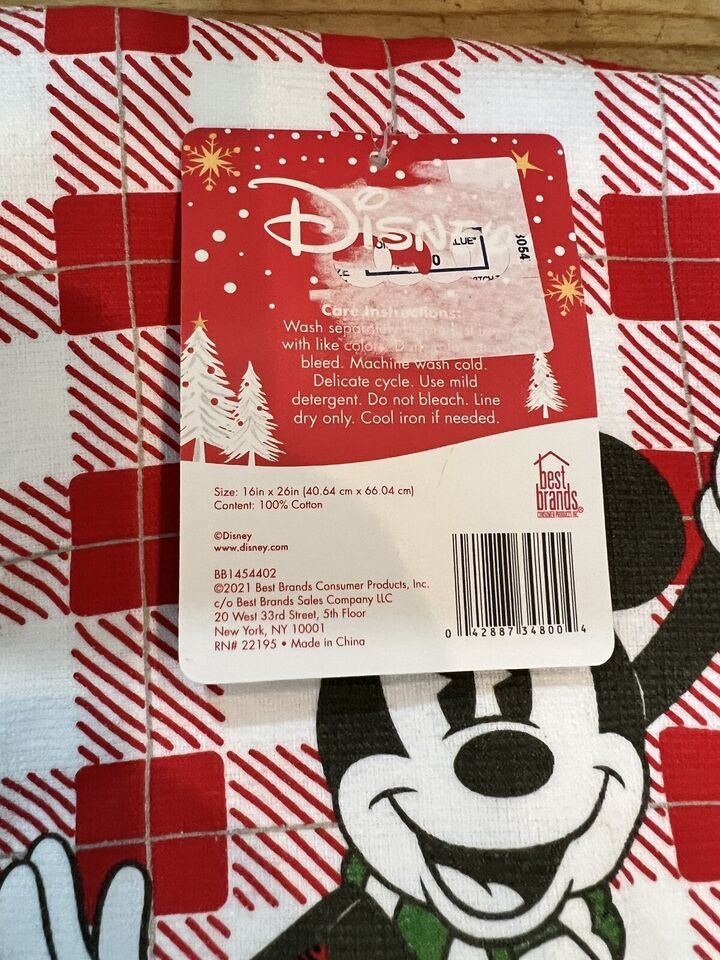 Disney
LUE"
0
3054
Care Instructions:
Wash
with like
bleed. Machine wash cold.
Delicate cycle. Use mild
detergent. Do not bleach. Line
dry only. Cool iron if needed.
Size: 16in x 26in (40.64 cm x 66.04 cm)
Content: 100% Cotton
best
brands
CONSUMER PRODUCTS INC
®
©Disney
www.disney.com
BB1454402
©2021 Best Brands Consumer Products, Inc.
c/o Best Brands Sales Company LLC
20 West 33rd Street, 5th Floor
New York, NY 10001
RN# 22195 • Made in China
0 42887 34800 4